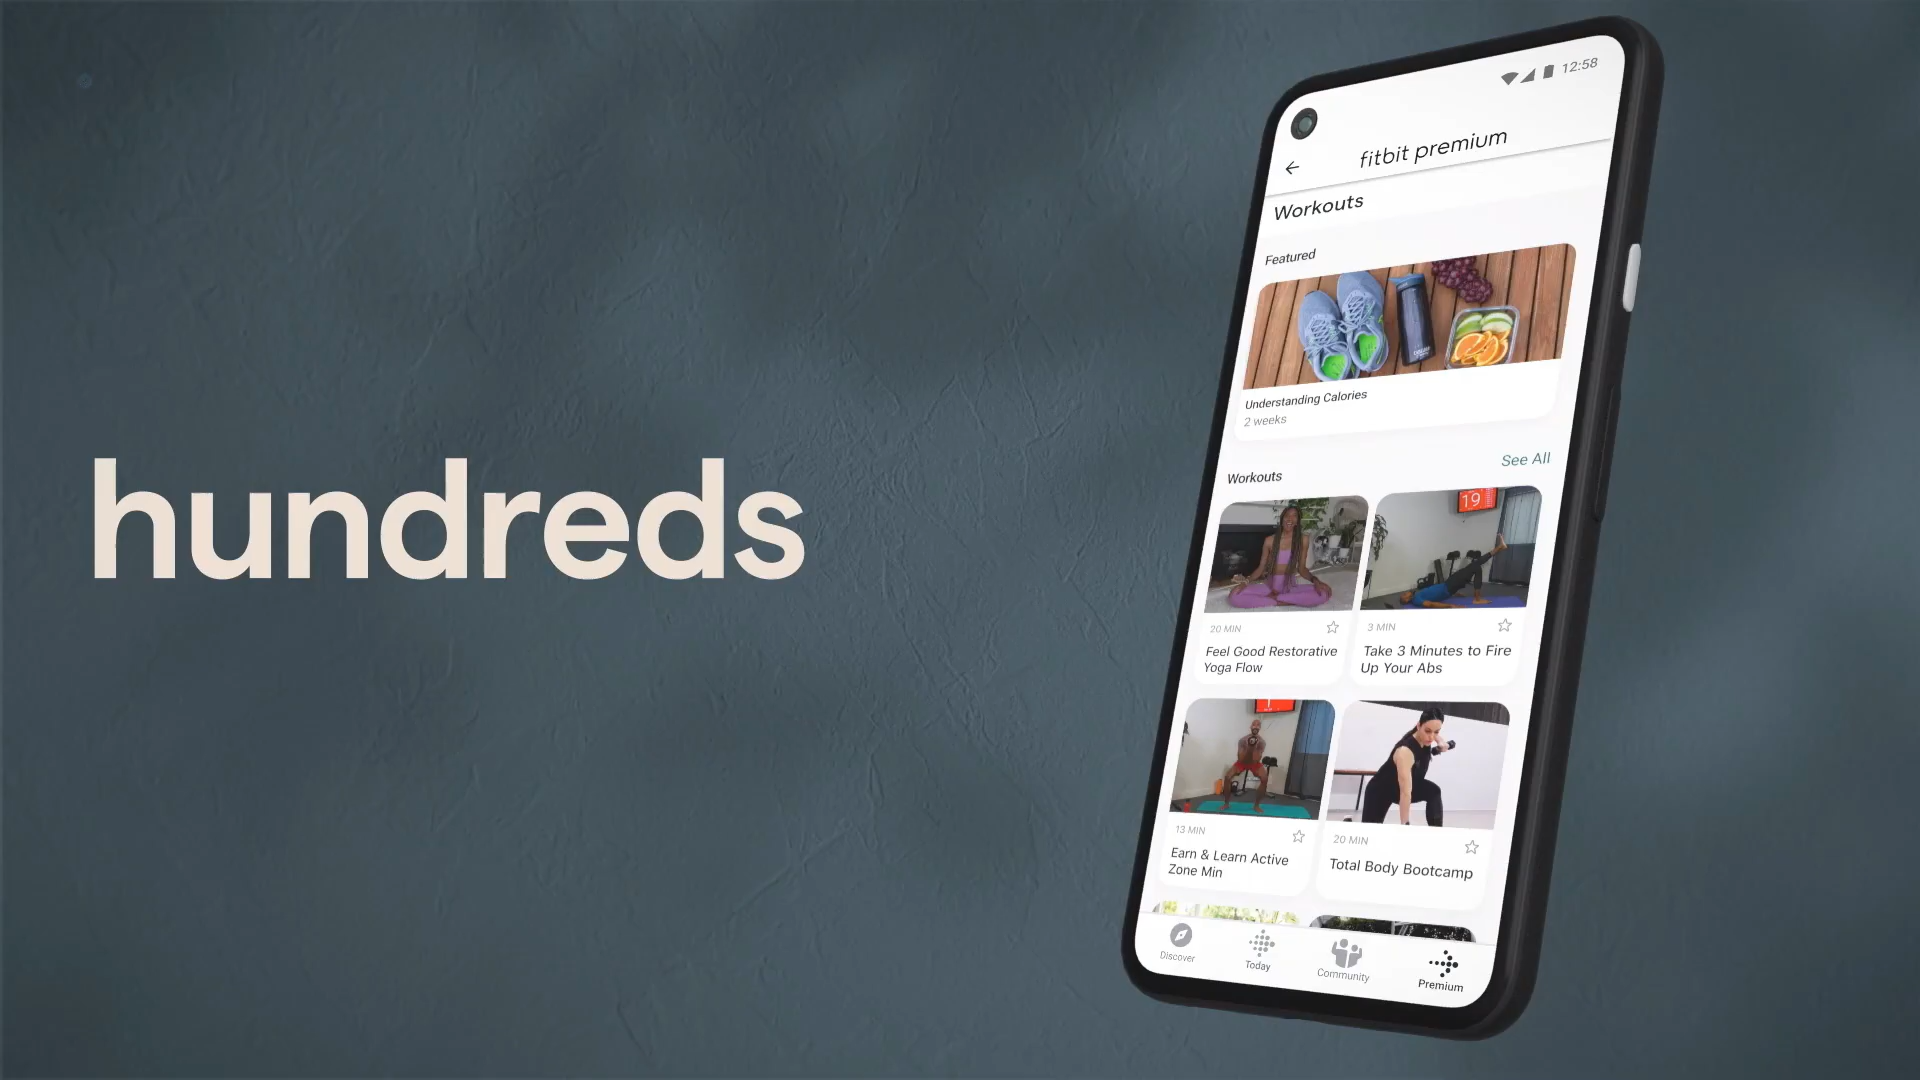 hundreds
12:58
fitbit premium
Workouts
Featured
Understanding Calories
2 weeks
Workouts
See All
19
20 MIN
Feel Good Restorative
Yoga Flow
3 MIN
Take 3 Minutes to Fire
Up Your Abs
13 MIN
Earn & Learn Active
Zone Min
20 MIN
Total Body Bootcamp
Discover
Today
Community
Premium